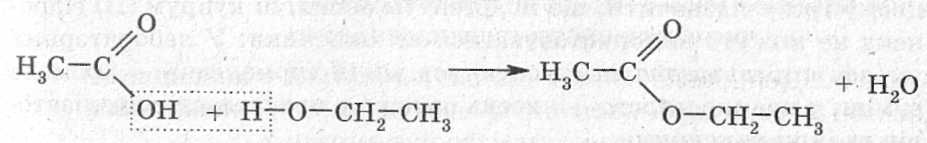 O O
H₃C–C ⟶ H₃C–C + H₂O
OH + H–O–CH₂–CH₃ O–CH₂–CH₃